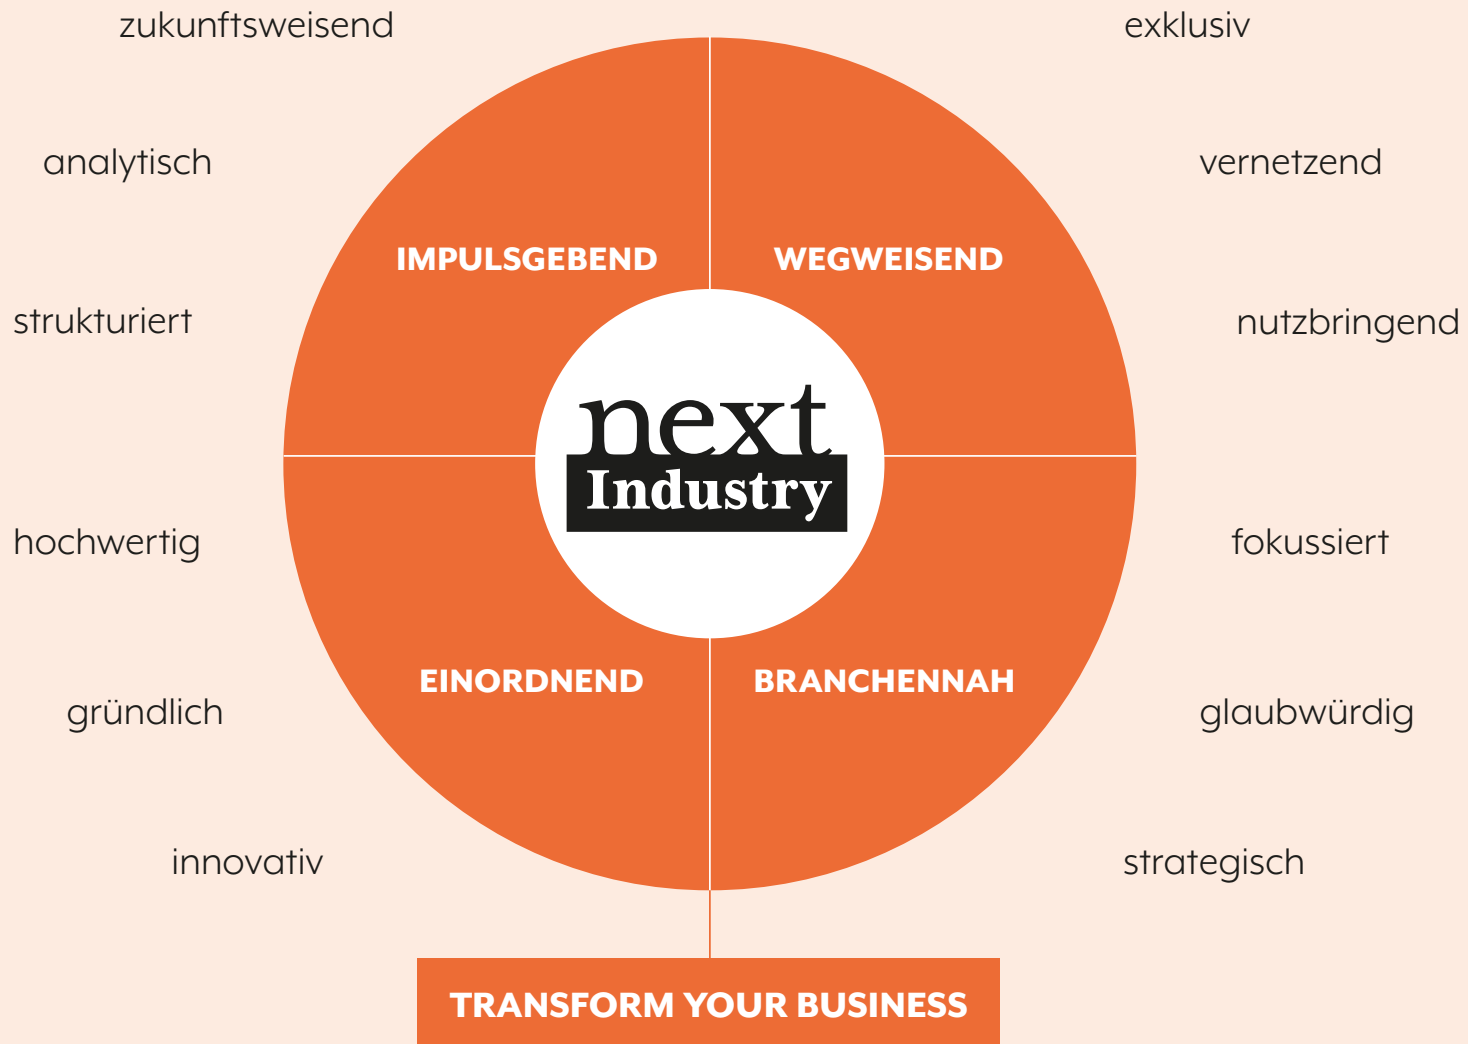 zukunftsweisend
exklusiv
analytisch
vernetzend
IMPULSGEBEND
WEGWEISEND
strukturiert
nutzbringend
next
Industry
hochwertig
fokussiert
EINORDNEND
BRANCHENNAH
gründlich
glaubwürdig
innovativ
strategisch
TRANSFORM YOUR BUSINESS